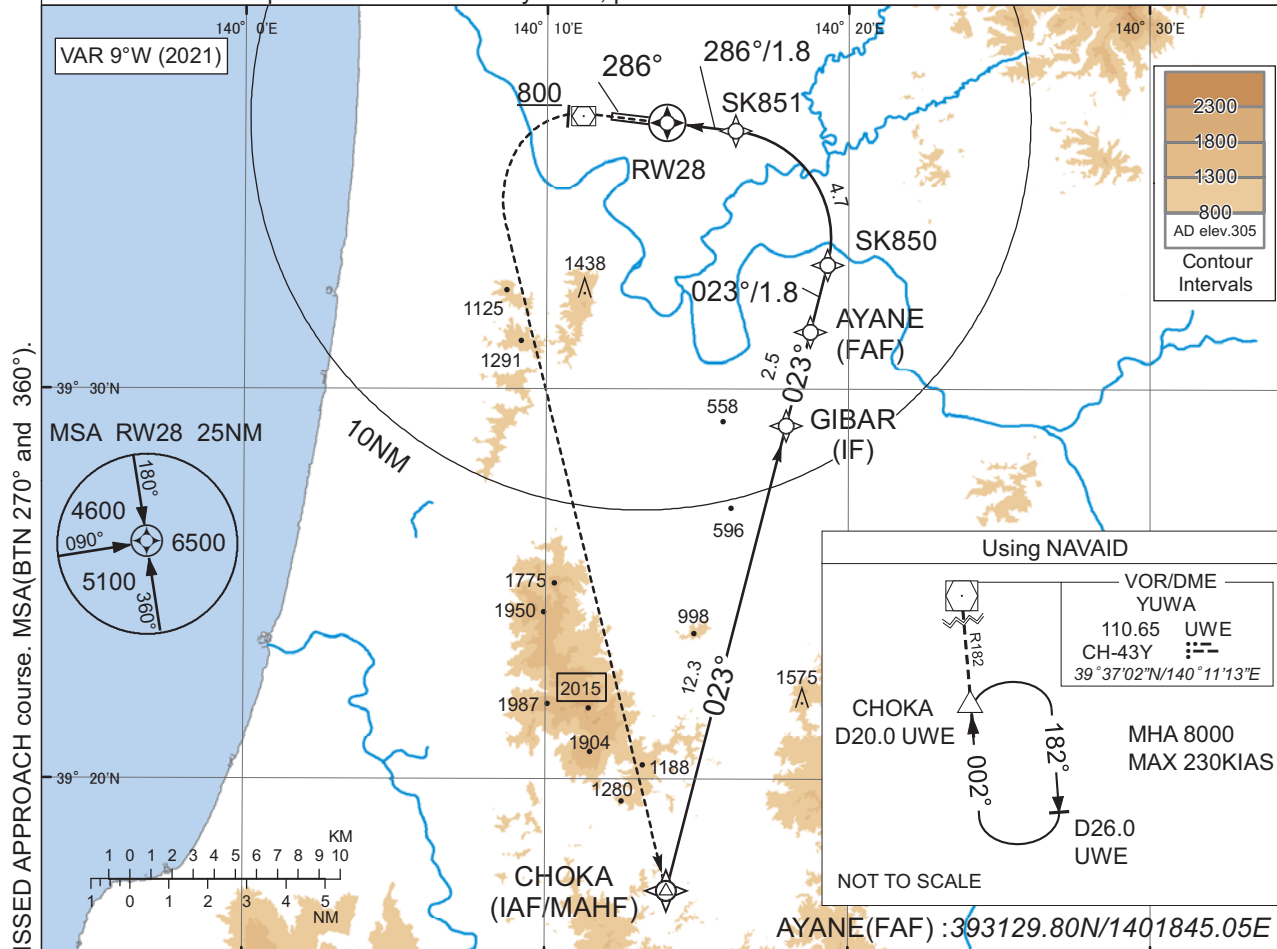 140° 0'E
140° 10'E
140° 20'E
140° 30'E
VAR 9°W (2021)
286°/1.8
286°
800
SK851
RW28
4.7
SK850
2300
1800
1300
800
AD elev.305
Contour
Intervals
1438
1125
1291
023°/1.8
AYANE
(FAF)
2.5
023°
39° 30'N
558
GIBAR
(IF)
10NM
596
MSA RW28 25NM
180°
4600
090°
6500
5100
360°
ISSED APPROACH course. MSA(BTN 270° and 360°).
1775
1950
998
2015
1987
1904
1188
1280
1575
12.3
023°
39° 20'N
KM
1 0 1 2 3 4 5 6 7 8 9 10
1 0 1 2 3 4 5
NM
CHOKA
(IAF/MAHF)
Using NAVAID
VOR/DME
YUWA
110.65 UWE
CH-43Y
39°37'02"N/140°11'13"E
R182
CHOKA
D20.0 UWE
182°
002°
MHA 8000
MAX 230KIAS
D26.0
UWE
NOT TO SCALE
AYANE(FAF) :393129.80N/1401845.05E